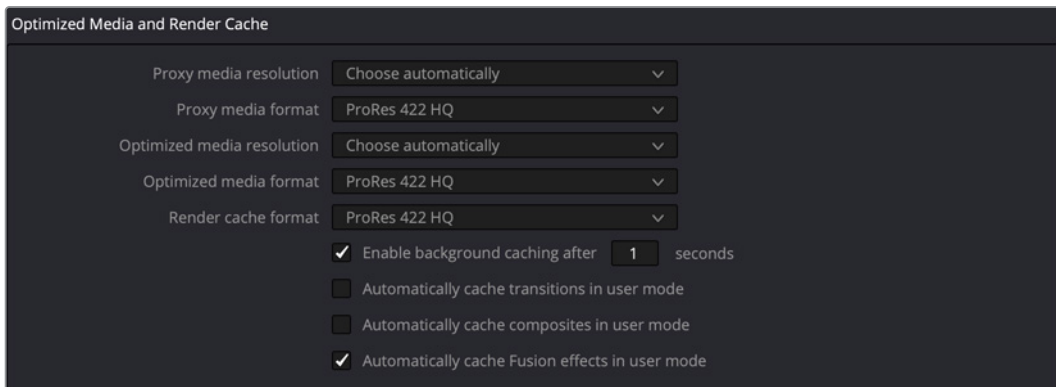 Optimized Media and Render Cache
Proxy media resolution Choose automatically
Proxy media format ProRes 422 HQ
Optimized media resolution Choose automatically
Optimized media format ProRes 422 HQ
Render cache format ProRes 422 HQ
Enable background caching after 1 seconds
Automatically cache transitions in user mode
Automatically cache composites in user mode
Automatically cache Fusion effects in user mode